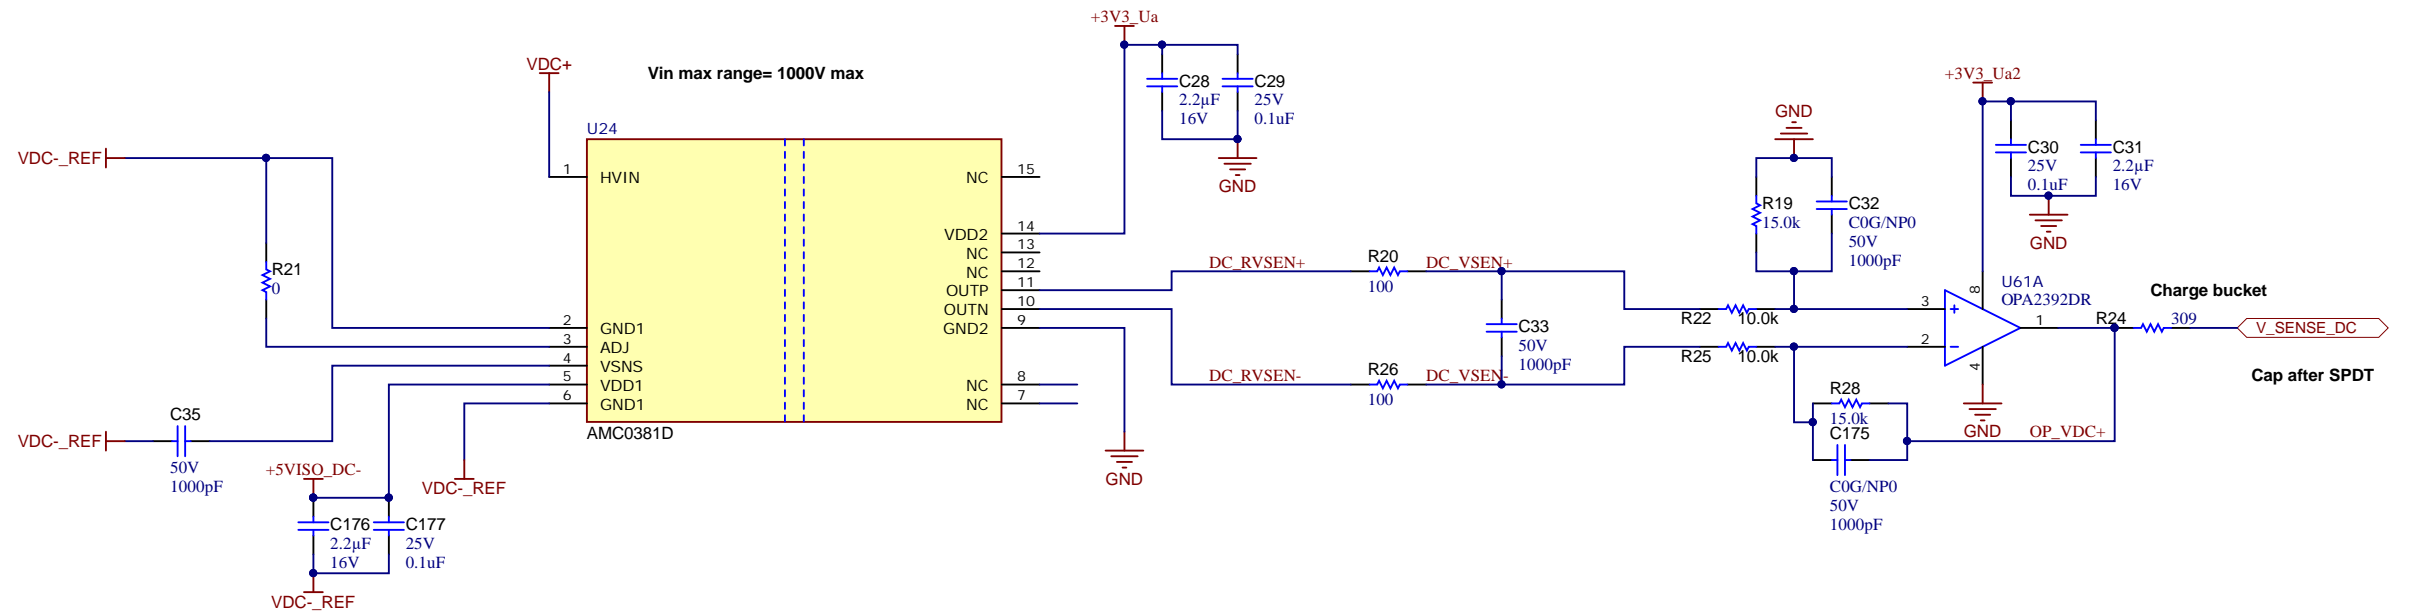 +3V3_Ua
VDC+
Vin max range= 1000V max
C28
2.2µF
16V
C29
25V
0.1uF
GND
+3V3_Ua2
C30
25V
0.1uF
C31
2.2µF
16V
GND
GND
R19
15.0k
C32
C0G/NP0
50V
1000pF
VDC-_REF
R21
0
U24
1
HVIN
2
GND1
3
ADJ
4
VSNS
5
VDD1
6
GND1
NC
15
VDD2
14
NC
13
NC
12
OUTP
11
OUTN
10
GND2
9
NC
8
NC
7
AMC0381D
GND
DC_RVSEN+
R20
100
DC_VSEN+
C33
50V
1000pF
DC_RVSEN-
R26
100
DC_VSEN-
R22
10.0k
R25
10.0k
U61A
OPA2392DR
3
+
2
-
8
4
1
GND
R24
309
Charge bucket
V_SENSE_DC
Cap after SPDT
R28
15.0k
C175
C0G/NP0
50V
1000pF
OP_VDC+
VDC-_REF
C35
50V
1000pF
+5VISO_DC-
C176
2.2µF
16V
C177
25V
0.1uF
VDC-_REF
VDC-_REF